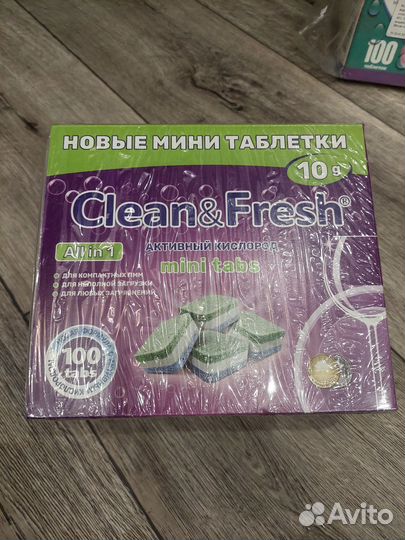 100
НОВЫЕ МИНИ ТАБЛЕТКИ
10 g
Clean&Fresh®
All in 1
АКТИВНЫЙ КИСЛОРОД
mini tabs
• ДЛЯ КОМПАКТНЫХ ПММ
• ДЛЯ НЕПОЛНОЙ ЗАГРУЗКИ
• ДЛЯ ЛЮБЫХ ЗАГРЯЗНЕНИЙ
100
tabs
Avito